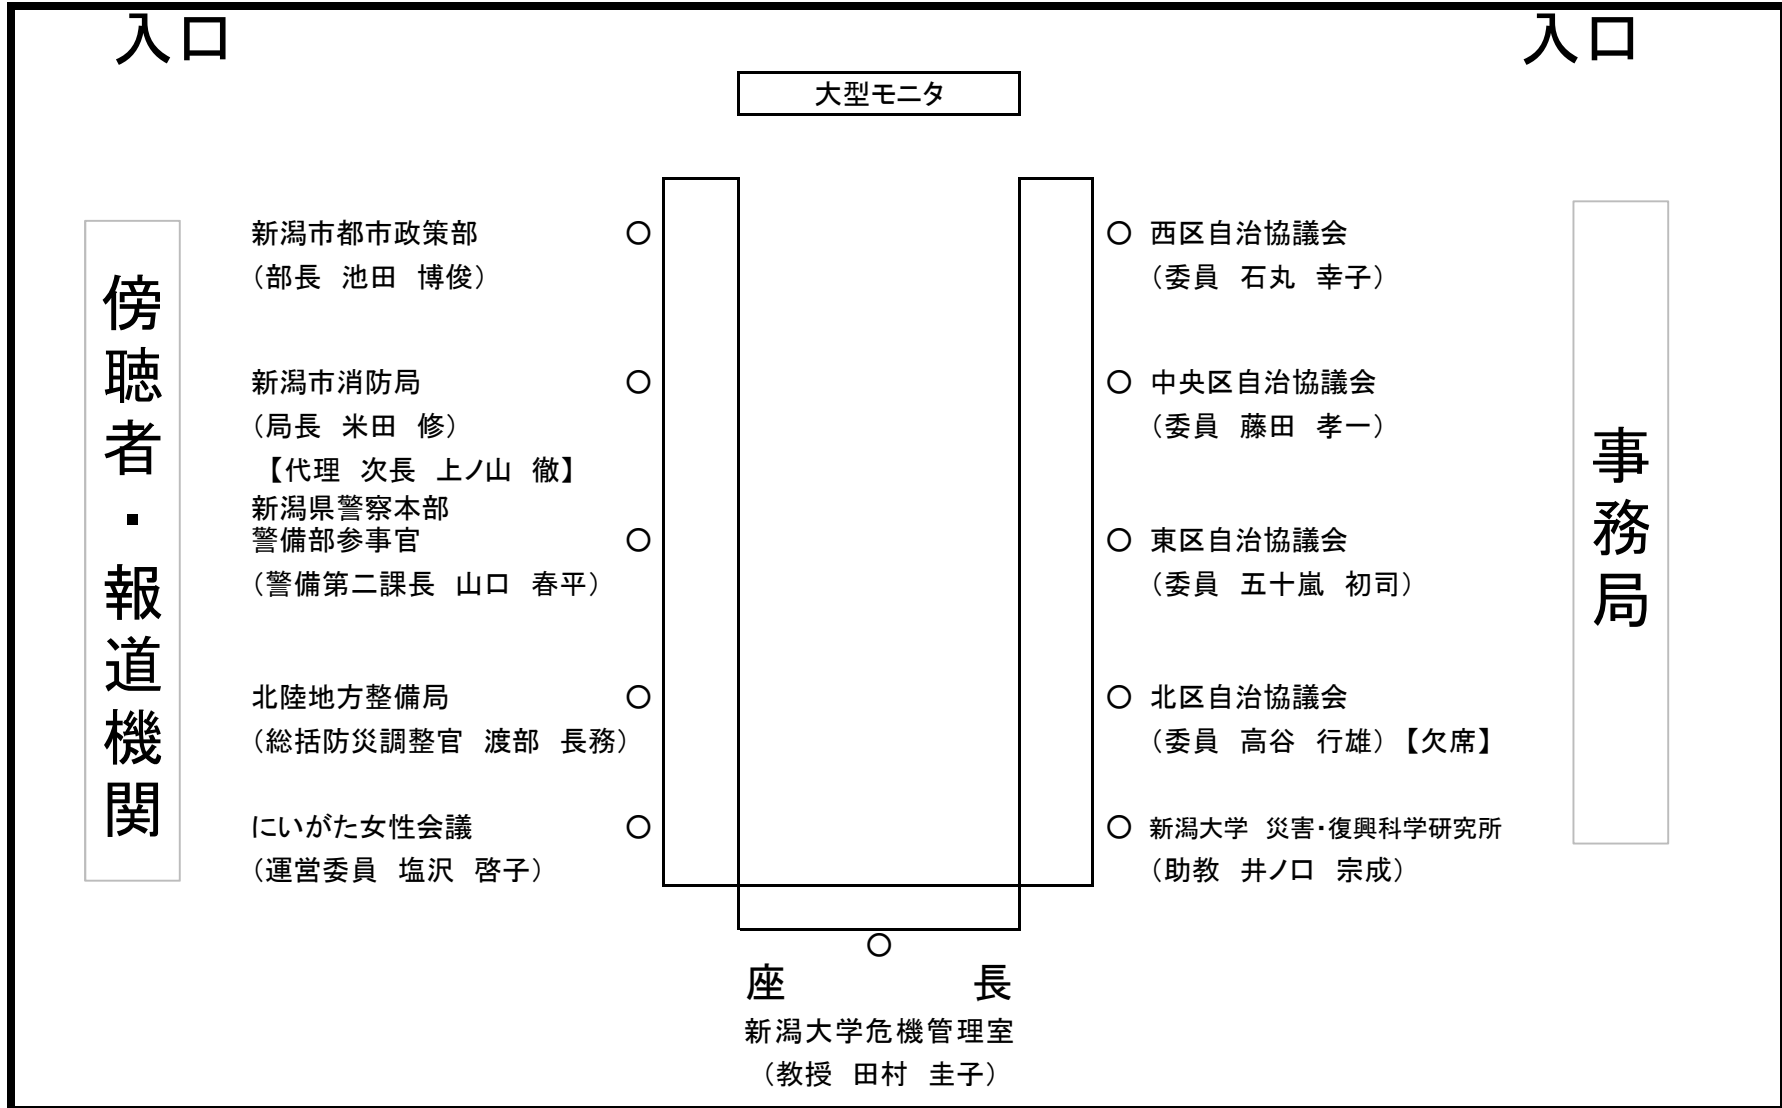 入口
入口
大型モニタ
傍聴者・報道機関
新潟市都市政策部
（部長　池田　博俊）
新潟市消防局
（局長　米田　修）
【代理　次長　上ノ山　徹】
新潟県警察本部
警備部参事官
（警備第二課長　山口　春平）
北陸地方整備局
（総括防災調整官　渡部　長務）
にいがた女性会議
（運営委員　塩沢　啓子）
○ 西区自治協議会
（委員　石丸　幸子）
○ 中央区自治協議会
（委員　藤田　孝一）
○ 東区自治協議会
（委員　五十嵐　初司）
○ 北区自治協議会
（委員　高谷　行雄）【欠席】
○ 新潟大学　災害・復興科学研究所
（助教　井ノ口　宗成）
事務局
座　長
新潟大学危機管理室
（教授　田村　圭子）